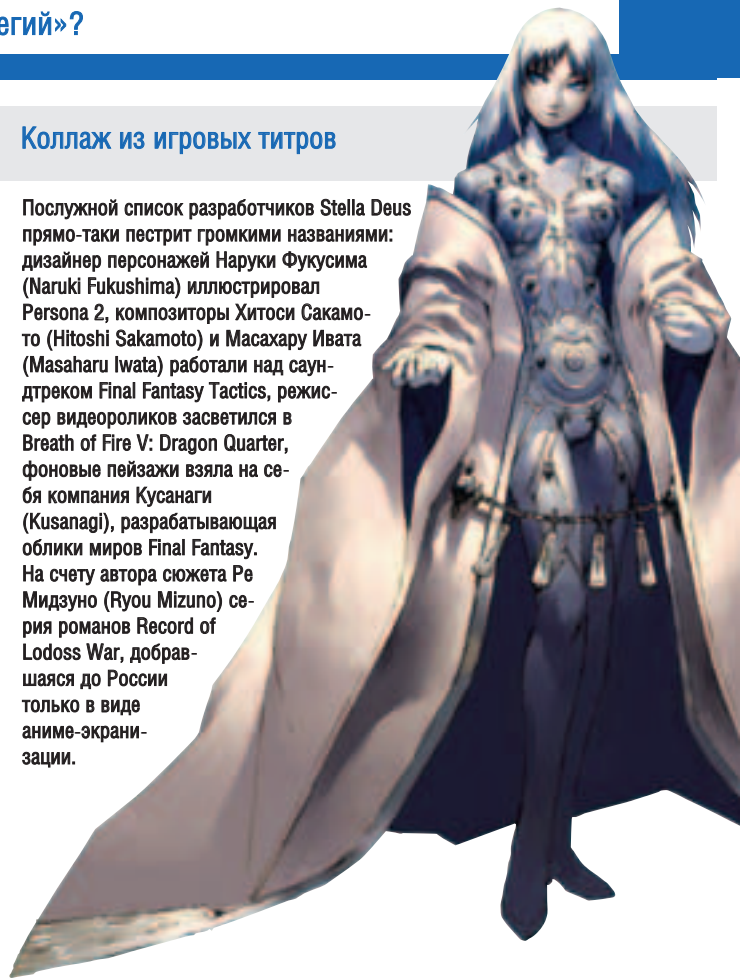 егий»?
Коллаж из игровых титров
Послужной список разработчиков Stella Deus
прямо-таки пестрит громкими названиями:
дизайнер персонажей Наруки Фукусима
(Naruki Fukushima) иллюстрировал
Persona 2, композиторы Хитоси Сакамо-
то (Hitoshi Sakamoto) и Масахару Ивата
(Masaharu Iwata) работали над саун-
дтреком Final Fantasy Tactics, режис-
сер видеороликов засветился в
Breath of Fire V: Dragon Quarter,
фоновые пейзажи взяла на се-
бя компания Кусанаги
(Kusanagi), разрабатывающая
облики миров Final Fantasy.
На счету автора сюжета Ре
Мидзуно (Ryou Mizuno) се-
рия романов Record of
Lodoss War, добрав-
шаяся до России
только в виде
аниме-экрани-
зации.